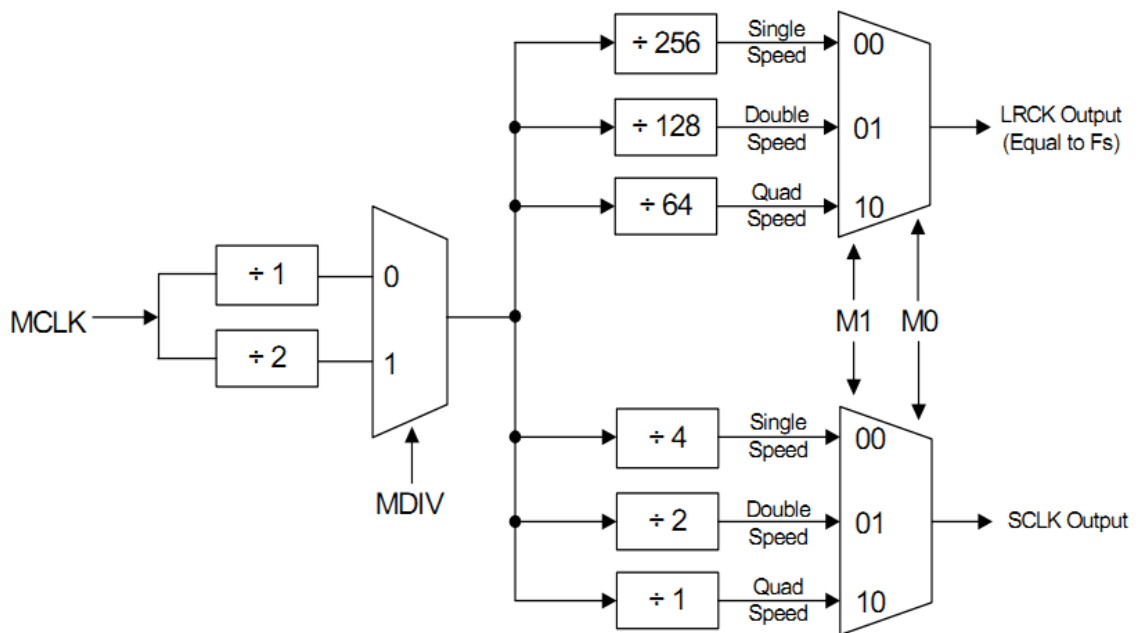 MCLK
÷ 1
÷ 2
0
1
MDIV
÷ 256
Single
Speed
00
÷ 128
Double
Speed
01
÷ 64
Quad
Speed
10
LRCK Output
(Equal to Fs)
M1
M0
÷ 4
Single
Speed
00
÷ 2
Double
Speed
01
÷ 1
Quad
Speed
10
SCLK Output